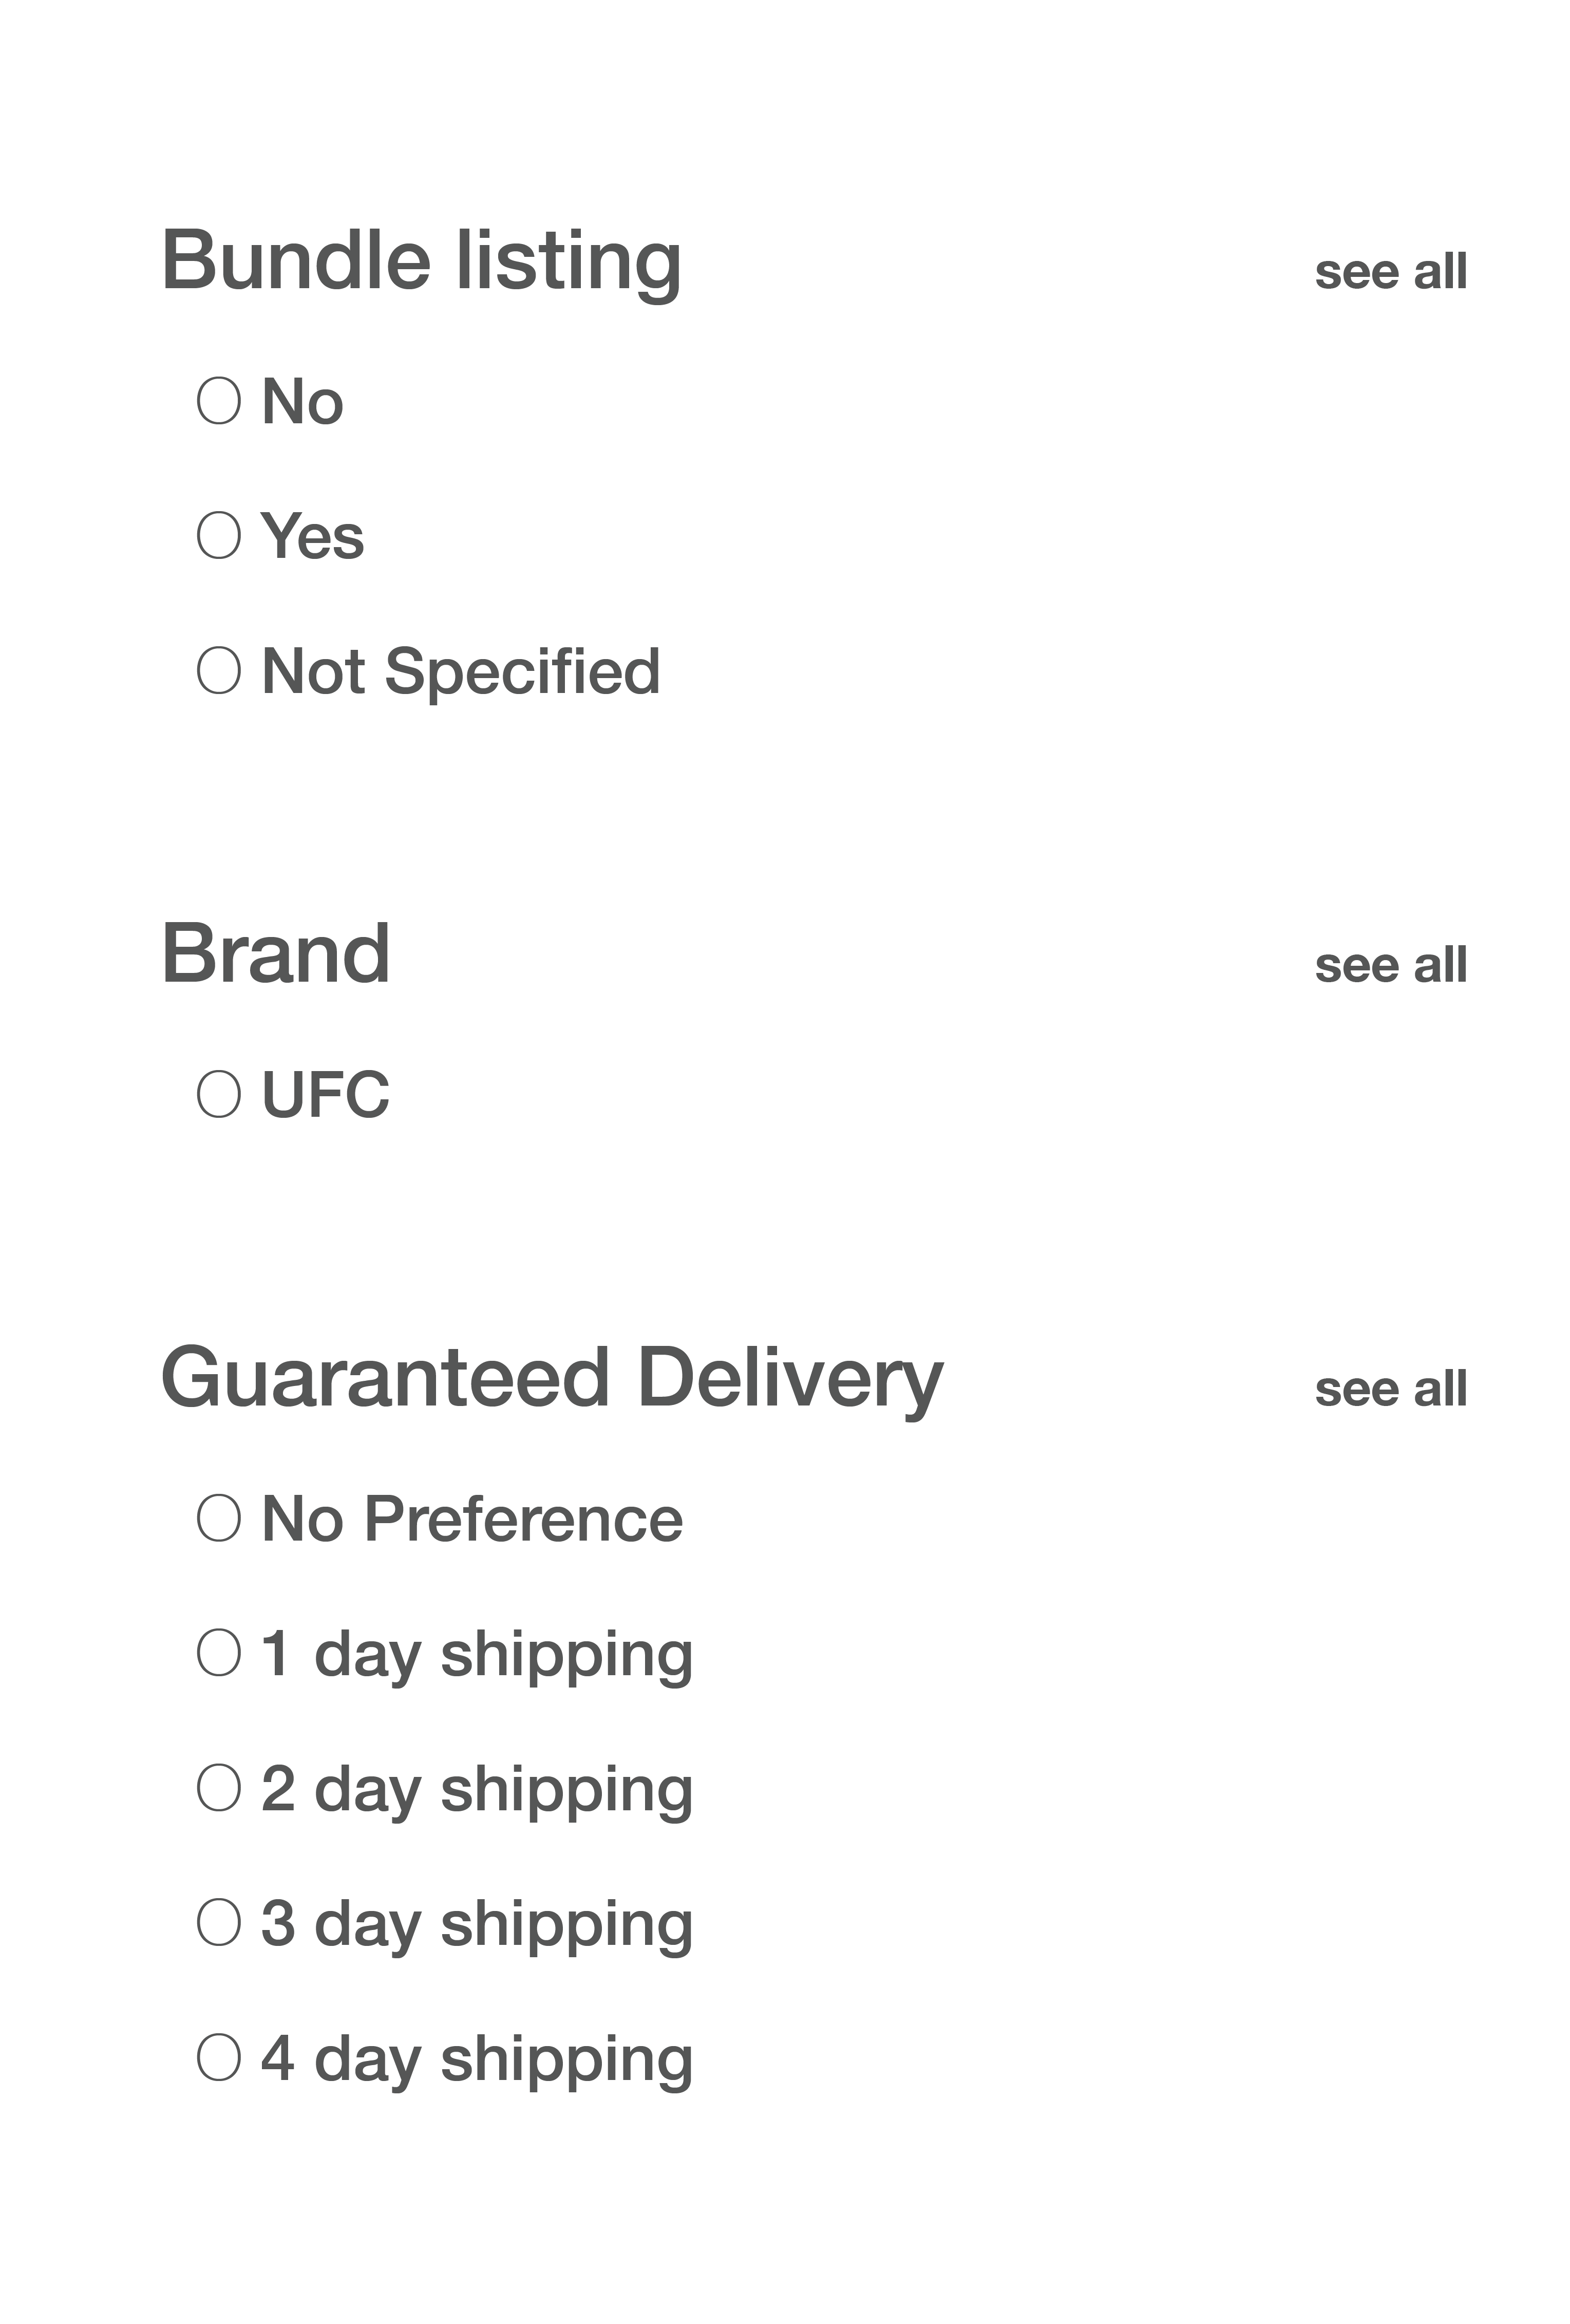 Bundle listing see all
No
Yes
Not Specified
Brand see all
UFC
Guaranteed Delivery see all
No Preference
1 day shipping
2 day shipping
3 day shipping
4 day shipping